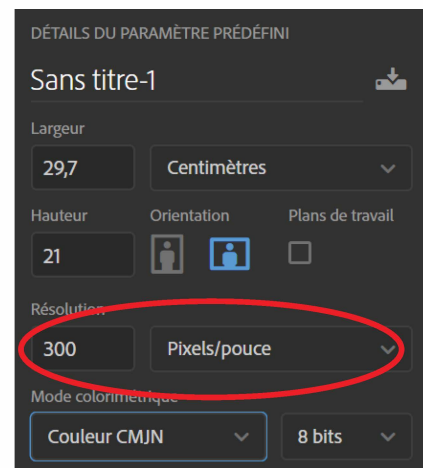 DÉTAILS DU PARAMÈTRE PRÉDÉFINI
Sans titre-1
Largeur
29,7 Centimètres
Hauteur Orientation Plans de travail
21
Résolution
300 Pixels/pouce
Mode colorimétrique
Couleur CMJN 8 bits